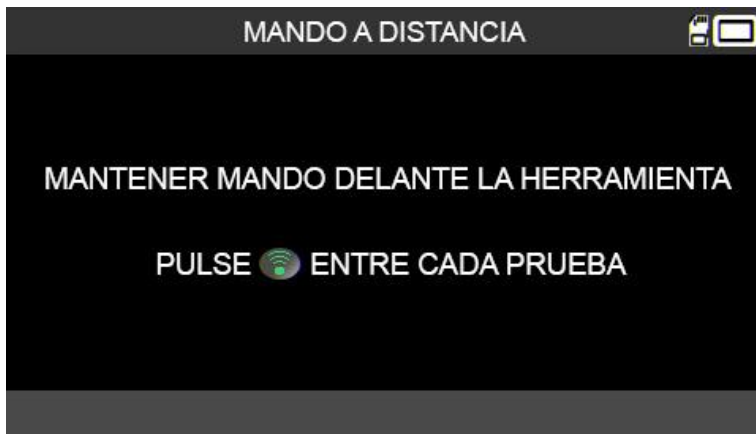 MANDO A DISTANCIA
MANTENER MANDO DELANTE LA HERRAMIENTA
PULSE ENTRE CADA PRUEBA